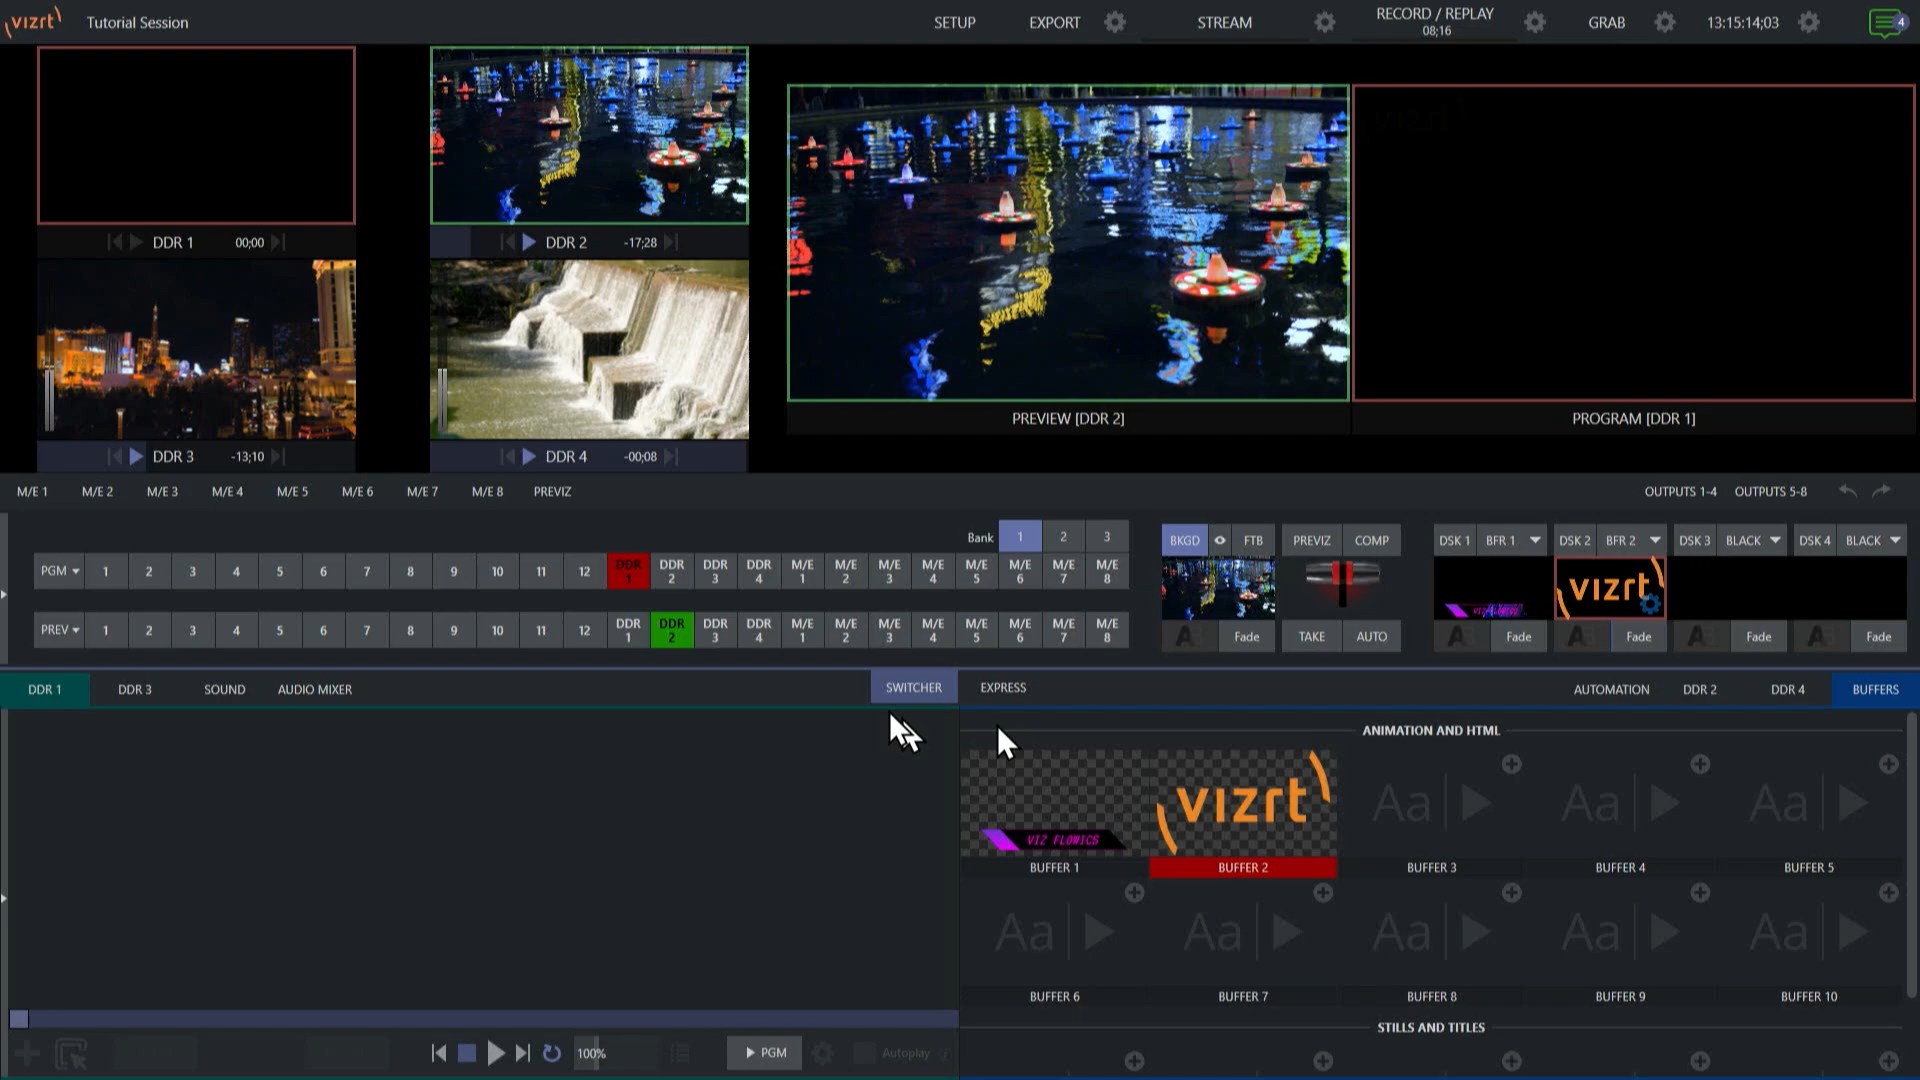 vizrt
Tutorial Session
SETUP
EXPORT
STREAM
RECORD / REPLAY
08;16
GRAB
13:15:14;03
4
DDR 1
00;00
DDR 2
-17;28
DDR 3
-13;10
DDR 4
-00;08
PREVIEW [DDR 2]
PROGRAM [DDR 1]
M/E 1
M/E 2
M/E 3
M/E 4
M/E 5
M/E 6
M/E 7
M/E 8
PREVIZ
OUTPUTS 1-4
OUTPUTS 5-8
Bank 1 2 3
PGM 1 2 3 4 5 6 7 8 9 10 11 12 DDR 1 DDR 2 DDR 3 DDR 4 M/E 1 M/E 2 M/E 3 M/E 4 M/E 5 M/E 6 M/E 7 M/E 8
PREV 1 2 3 4 5 6 7 8 9 10 11 12 DDR 1 DDR 2 DDR 3 DDR 4 M/E 1 M/E 2 M/E 3 M/E 4 M/E 5 M/E 6 M/E 7 M/E 8
BKGD
FTB
PREVIZ
COMP
Fade
TAKE
AUTO
DSK 1
BFR 1
Fade
DSK 2
BFR 2
vizrt
Fade
DSK 3
BLACK
Fade
DSK 4
BLACK
Fade
DDR 1
DDR 3
SOUND
AUDIO MIXER
SWITCHER
EXPRESS
AUTOMATION
DDR 2
DDR 4
BUFFERS
ANIMATION AND HTML
VIZ FLOWICS
vizrt
Aa
Aa
Aa
BUFFER 1
BUFFER 2
BUFFER 3
BUFFER 4
BUFFER 5
Aa
Aa
Aa
Aa
Aa
BUFFER 6
BUFFER 7
BUFFER 8
BUFFER 9
BUFFER 10
STILLS AND TITLES
100%
PGM
Autoplay